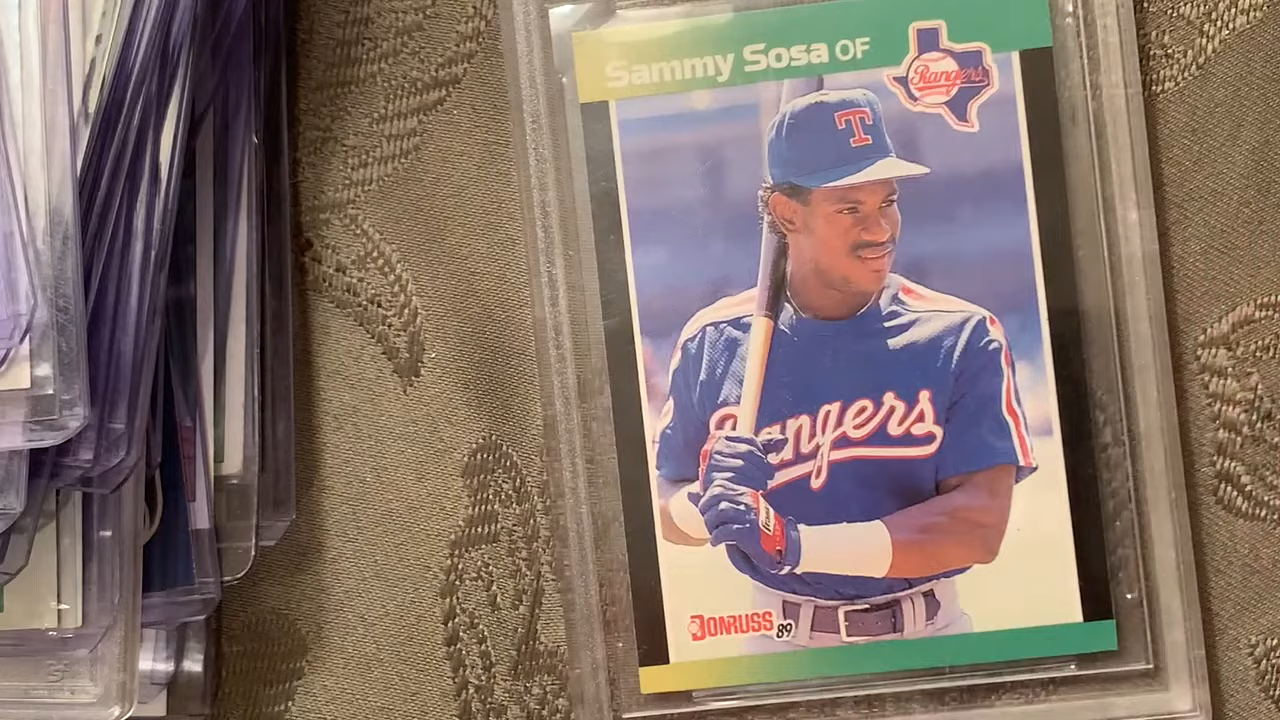 Sammy Sosa OF
Rangers
T
Rangers
DONRUSS 89